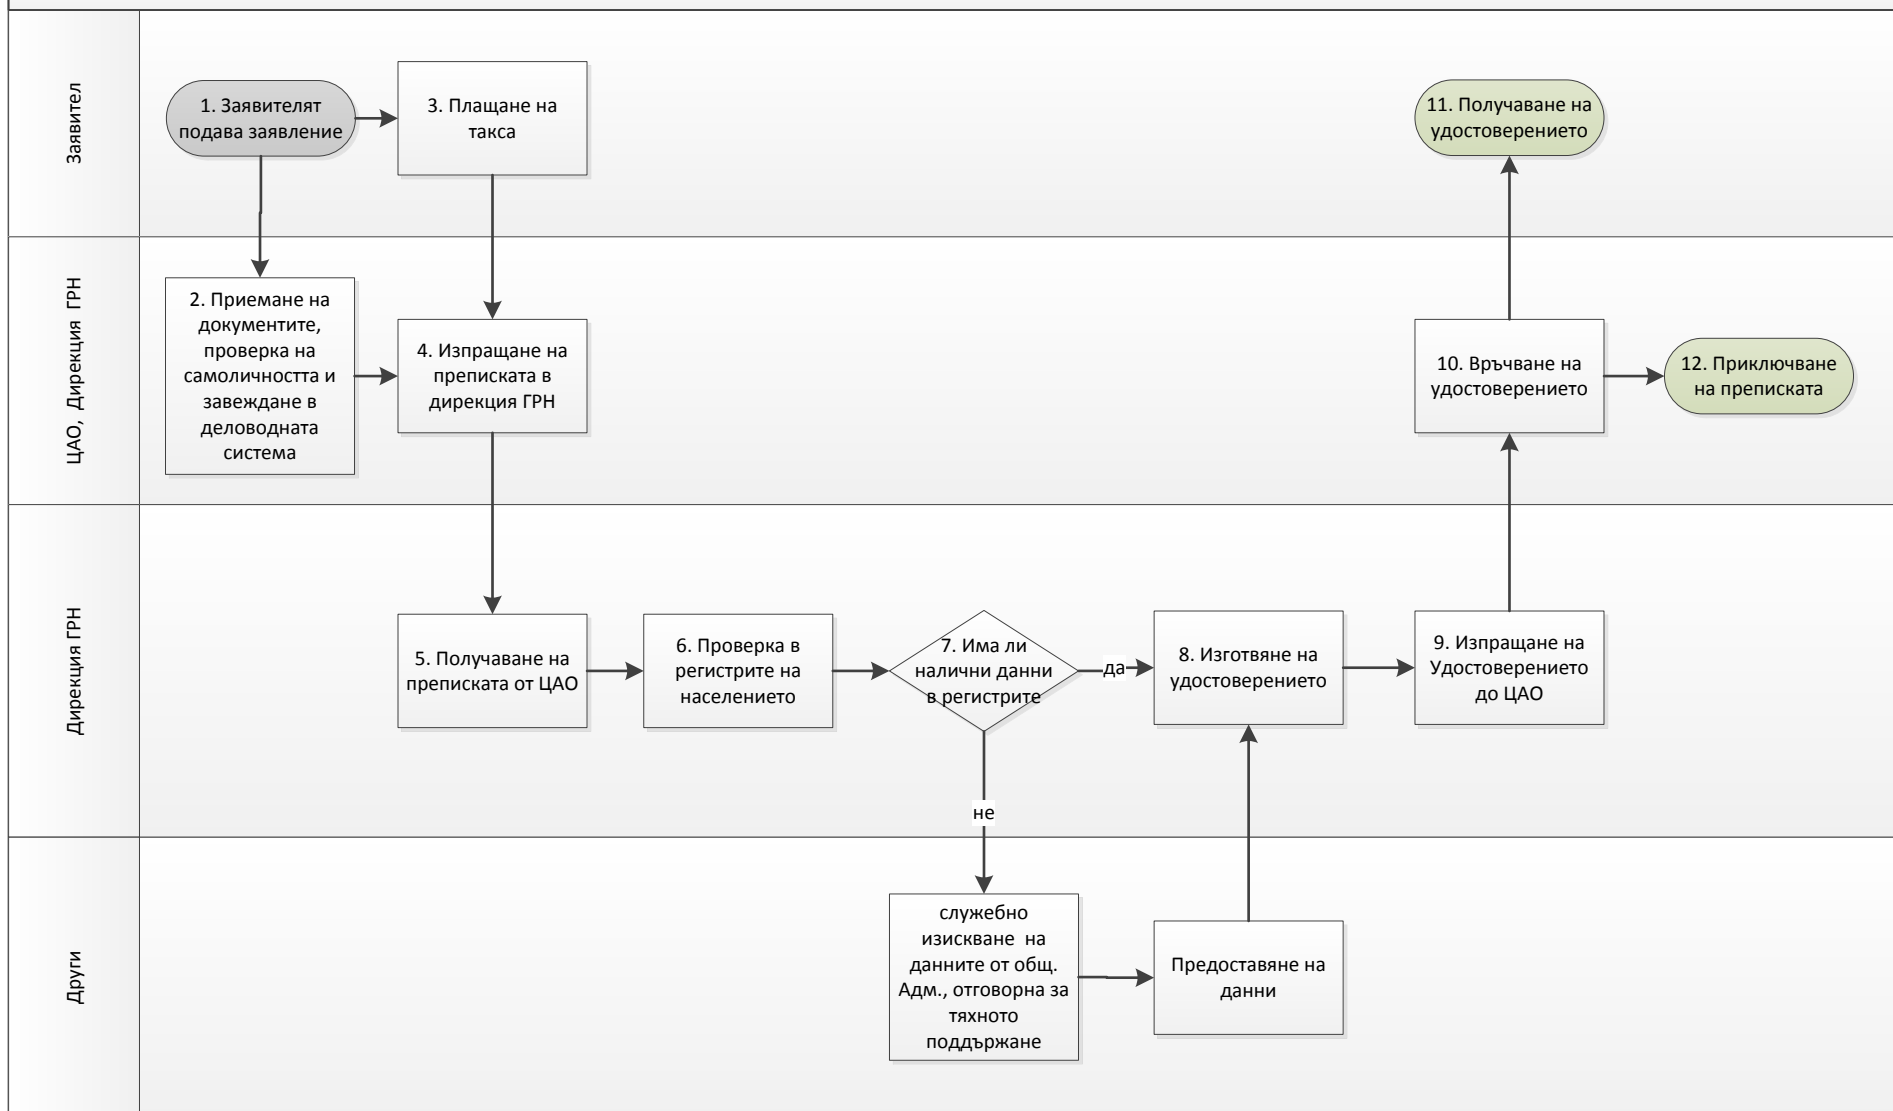 Заявител
1. Заявителят
подава заявление
3. Плащане на
такса
11. Получаване на
удостоверението
ЦАО, Дирекция ГРН
2. Приемане на
документите,
проверка на
самоличността и
завеждане в
деловодната
система
4. Изпращане на
преписката в
дирекция ГРН
10. Връчване на
удостоверението
12. Приключване
на преписката
Дирекция ГРН
5. Получаване на
преписката от ЦАО
6. Проверка в
регистрите на
населението
7. Има ли
налични данни
в регистрите
да
8. Изготвяне на
удостоверението
9. Изпращане на
Удостоверението
до ЦАО
не
Други
служебно
изискване на
данните от общ.
Адм., отговорна за
тяхното
поддържане
Предоставяне на
данни